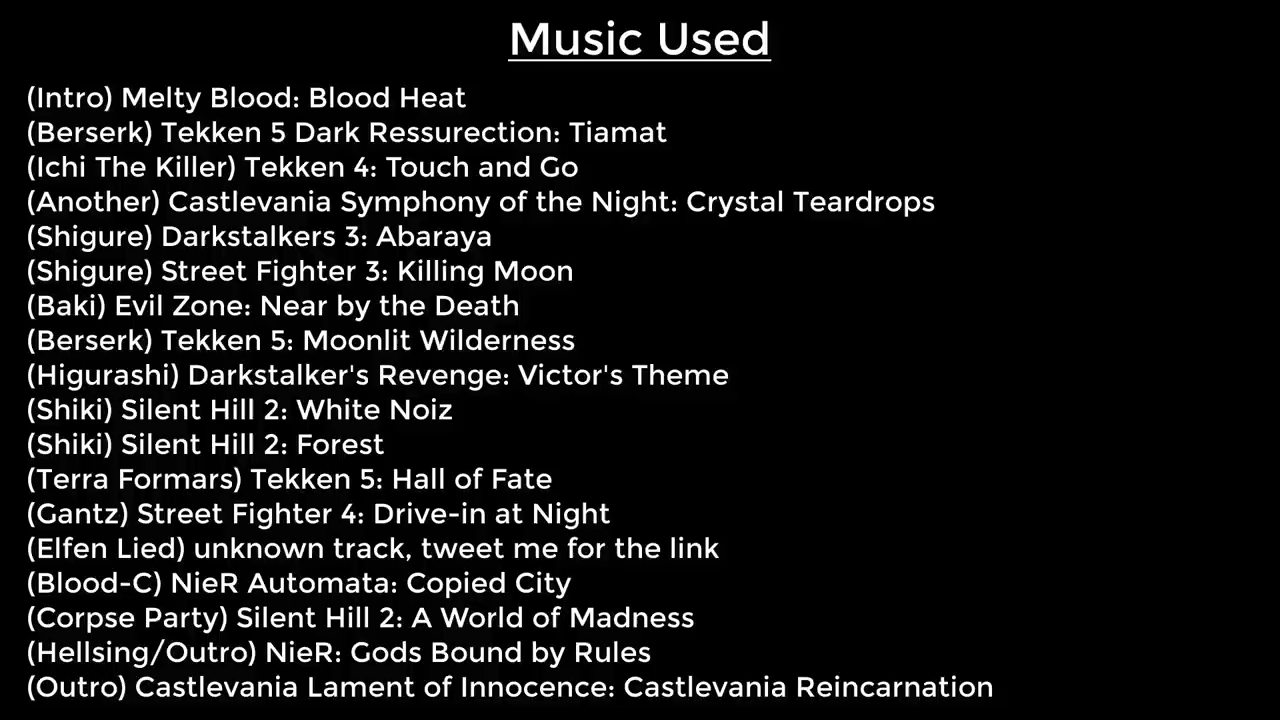 Music Used
(Intro) Melty Blood: Blood Heat
(Berserk) Tekken 5 Dark Ressurection: Tiamat
(Ichi The Killer) Tekken 4: Touch and Go
(Another) Castlevania Symphony of the Night: Crystal Teardrops
(Shigure) Darkstalkers 3: Abaraya
(Shigure) Street Fighter 3: Killing Moon
(Baki) Evil Zone: Near by the Death
(Berserk) Tekken 5: Moonlit Wilderness
(Higurashi) Darkstalker's Revenge: Victor's Theme
(Shiki) Silent Hill 2: White Noiz
(Shiki) Silent Hill 2: Forest
(Terra Formars) Tekken 5: Hall of Fate
(Gantz) Street Fighter 4: Drive-in at Night
(Elfen Lied) unknown track, tweet me for the link
(Blood-C) NieR Automata: Copied City
(Corpse Party) Silent Hill 2: A World of Madness
(Hellsing/Outro) NieR: Gods Bound by Rules
(Outro) Castlevania Lament of Innocence: Castlevania Reincarnation